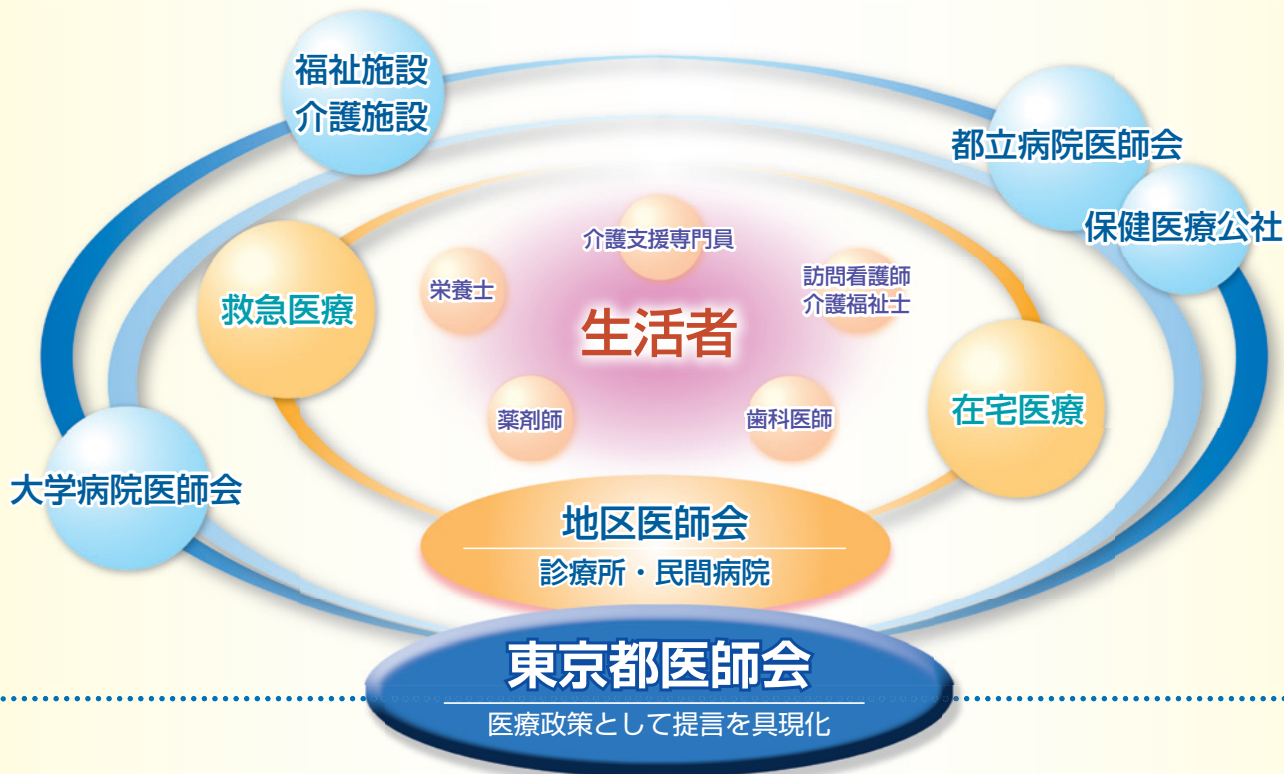 福祉施設
介護施設
都立病院医師会
保健医療公社
介護支援専門員
栄養士
訪問看護師
介護福祉士
救急医療
生活者
薬剤師
歯科医師
在宅医療
大学病院医師会
地区医師会
診療所・民間病院
東京都医師会
医療政策として提言を具現化